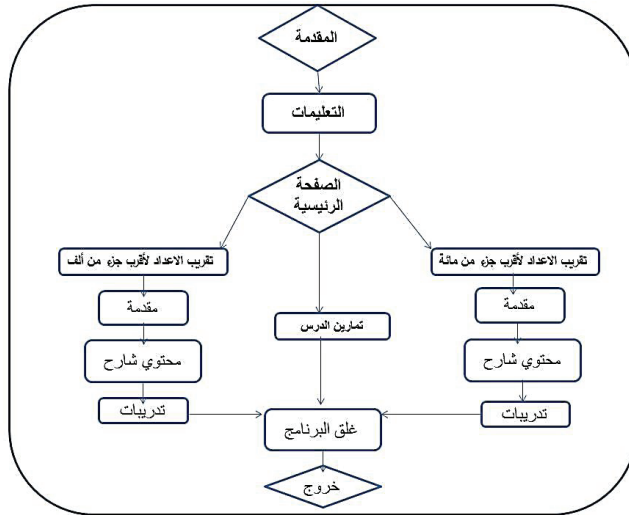 المقدمة
التعليمات
الصفحة
الرئيسية
تقريب الاعداد لأقرب جزء من مائة
تقريب الاعداد لأقرب جزء من ألف
مقدمة
مقدمة
تمارين الدرس
محتوي شارح
محتوي شارح
تدريبات
تدريبات
غلق البرنامج
خروج